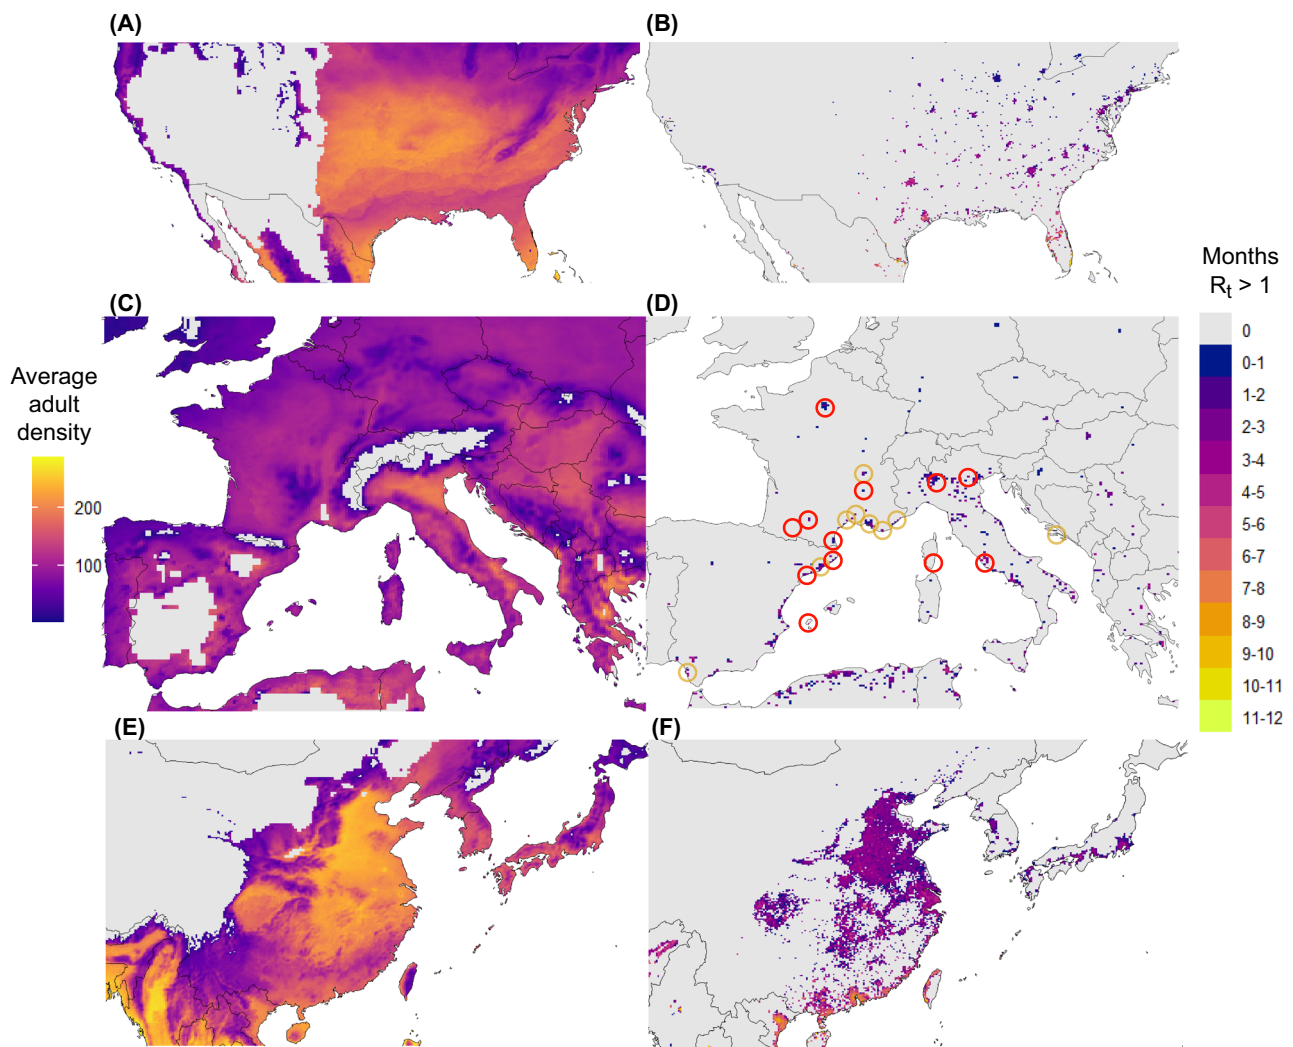 (A)
(B)
Months
Rt > 1
0
0-1
1-2
2-3
3-4
4-5
5-6
6-7
7-8
8-9
9-10
10-11
11-12
(C)
(D)
Average
adult
density
200
100
(E)
(F)